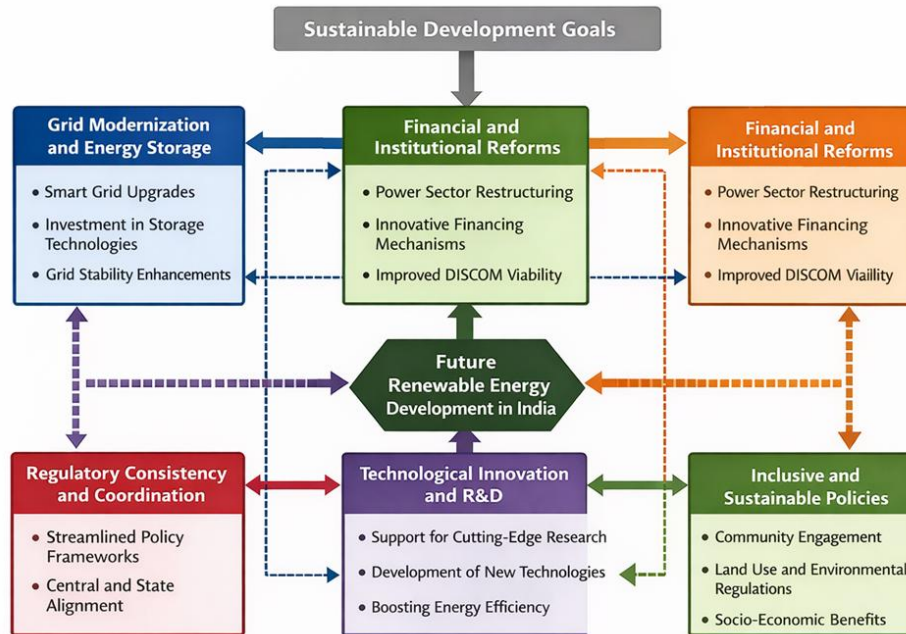 Sustainable Development Goals
Grid Modernization
and Energy Storage
• Smart Grid Upgrades
• Investment in Storage
Technologies
• Grid Stability Enhancements
Financial and
Institutional Reforms
• Power Sector Restructuring
• Innovative Financing
Mechanisms
• Improved DISCOM Viability
Financial and
Institutional Reforms
• Power Sector Restructuring
• Innovative Financing
Mechanisms
• Improved DISCOM Viaillity
Future
Renewable Energy
Development in India
Regulatory Consistency
and Coordination
• Streamlined Policy
Frameworks
• Central and State
Alignment
Technological Innovation
and R&D
• Support for Cutting-Edge Research
• Development of New Technologies
• Boosting Energy Efficiency
Inclusive and
Sustainable Policies
• Community Engagement
• Land Use and Environmental
Regulations
• Socio-Economic Benefits